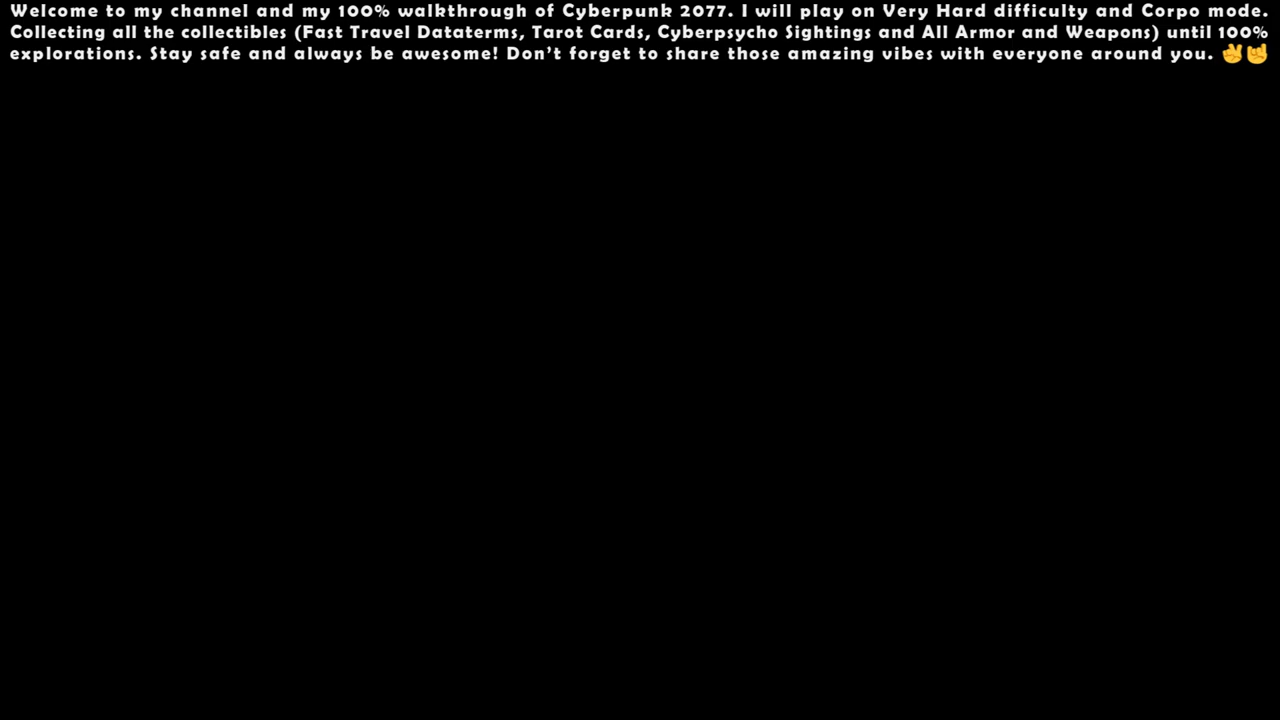 Welcome to my channel and my 100% walkthrough of Cyberpunk 2077. I will play on Very Hard difficulty and Corpo mode.
Collecting all the collectibles (Fast Travel Dataterms, Tarot Cards, Cyberpsycho Sightings and All Armor and Weapons) until 100%
explorations. Stay safe and always be awesome! Don’t forget to share those amazing vibes with everyone around you. ✌🤘